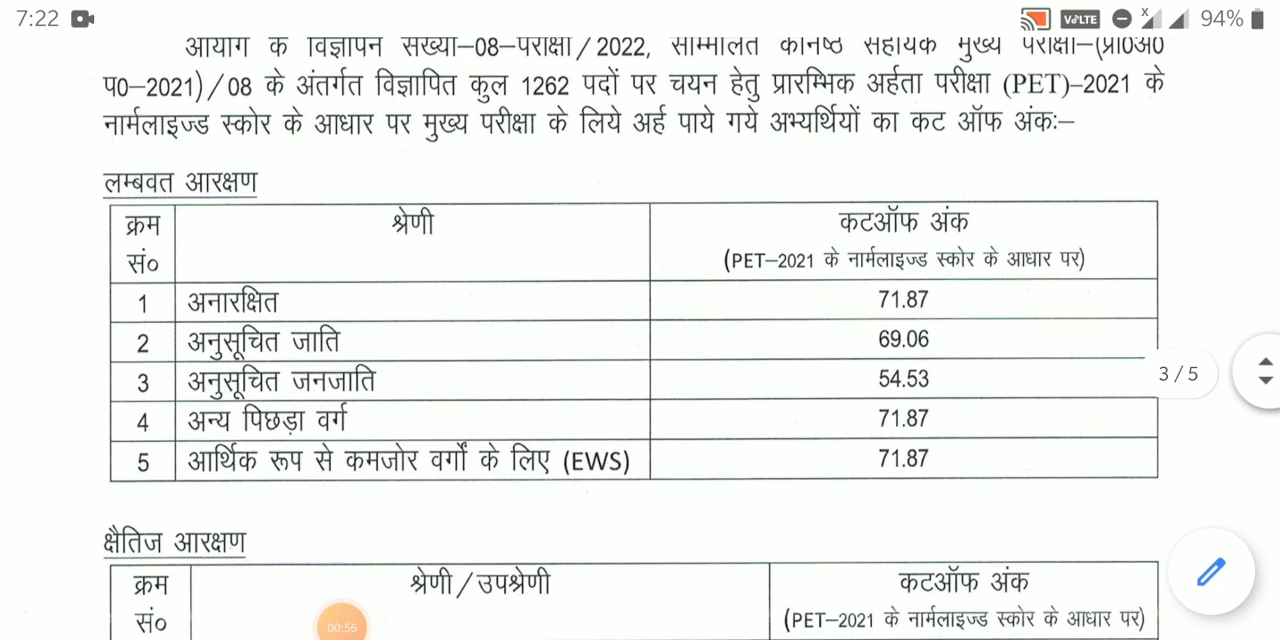 7:22
VoLTE
x
94%
आयोग के विज्ञापन संख्या–08–परीक्षा/2022, सम्मिलित कनिष्ठ सहायक मुख्य परीक्षा–(प्रा0अ0
प0–2021)/08 के अंतर्गत विज्ञापित कुल 1262 पदों पर चयन हेतु प्रारम्भिक अर्हता परीक्षा (PET)–2021 के
नार्मलाइज्ड स्कोर के आधार पर मुख्य परीक्षा के लिये अर्ह पाये गये अभ्यर्थियों का कट ऑफ अंकः–
लम्बवत आरक्षण
क्रम सं० श्रेणी कटऑफ अंक
(PET–2021 के नार्मलाइज्ड स्कोर के आधार पर)
1 अनारक्षित 71.87
2 अनुसूचित जाति 69.06
3 अनुसूचित जनजाति 54.53
3 / 5
4 अन्य पिछड़ा वर्ग 71.87
5 आर्थिक रूप से कमजोर वर्गों के लिए (EWS) 71.87
क्षैतिज आरक्षण
क्रम सं० श्रेणी/उपश्रेणी कटऑफ अंक
(PET–2021 के नार्मलाइज्ड स्कोर के आधार पर)
00:56